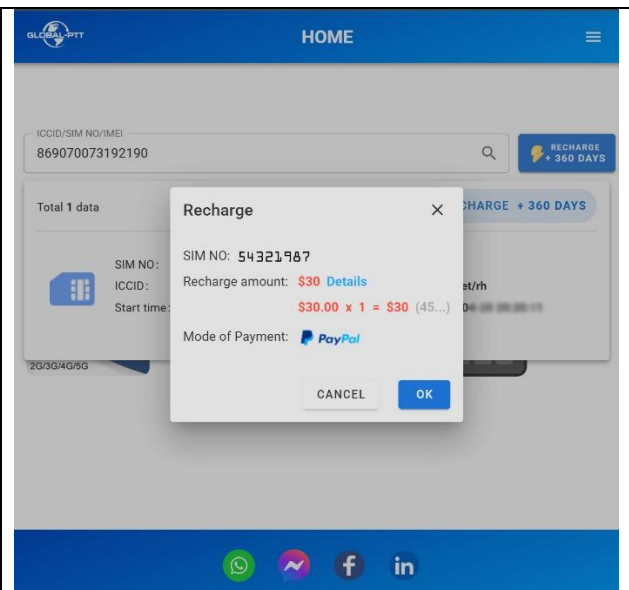 GLOBAL-PTT
HOME
ICCID/SIM NO/IMEI
869070073192190
RECHARGE
+ 360 DAYS
Total 1 data
CHARGE + 360 DAYS
Recharge
SIM NO: 54321987
Recharge amount: $30 Details
$30.00 x 1 = $30 (45...)
Mode of Payment: PayPal
CANCEL
OK
SIM NO:
ICCID:
et/rh
Start time:
2G/3G/4G/5G
f
in